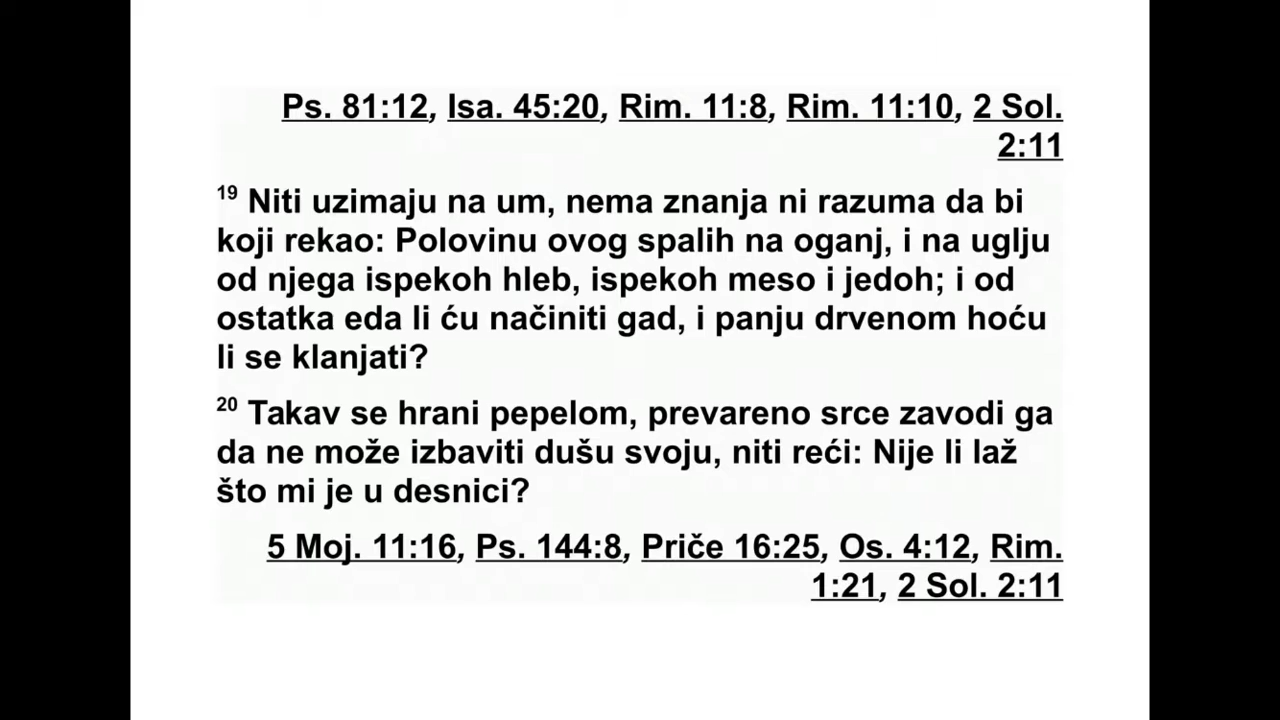 Ps. 81:12, Isa. 45:20, Rim. 11:8, Rim. 11:10, 2 Sol.
2:11
19 Niti uzimaju na um, nema znanja ni razuma da bi
koji rekao: Polovinu ovog spalih na oganj, i na uglju
od njega ispekoh hleb, ispekoh meso i jedoh; i od
ostatka eda li ću načiniti gad, i panju drvenom hoću
li se klanjati?
20 Takav se hrani pepelom, prevareno srce zavodi ga
da ne može izbaviti dušu svoju, niti reći: Nije li laž
što mi je u desnici?
5 Moj. 11:16, Ps. 144:8, Priče 16:25, Os. 4:12, Rim.
1:21, 2 Sol. 2:11